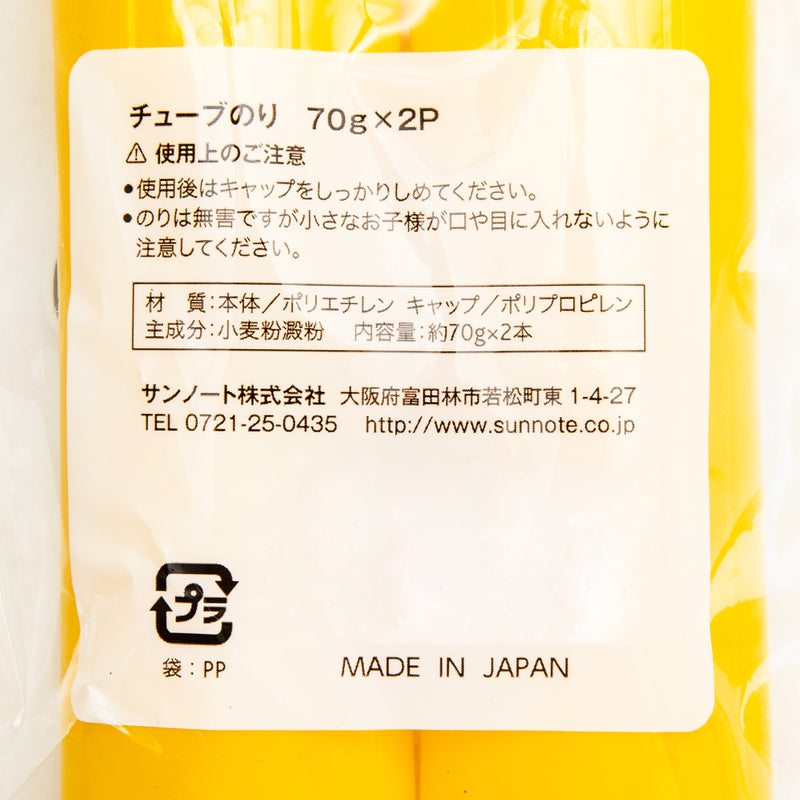 チューブのり 70g×2P
⚠ 使用上のご注意
●使用後はキャップをしっかりしめてください。
●のりは無害ですが小さなお子様が口や目に入れないように
注意してください。
材 質:本体／ポリエチレン キャップ／ポリプロピレン
主成分:小麦粉澱粉 内容量:約70g×2本
サンノート株式会社 大阪府富田林市若松町東 1-4-27
TEL 0721-25-0435 http://www.sunnote.co.jp
プラ
袋:PP
MADE IN JAPAN